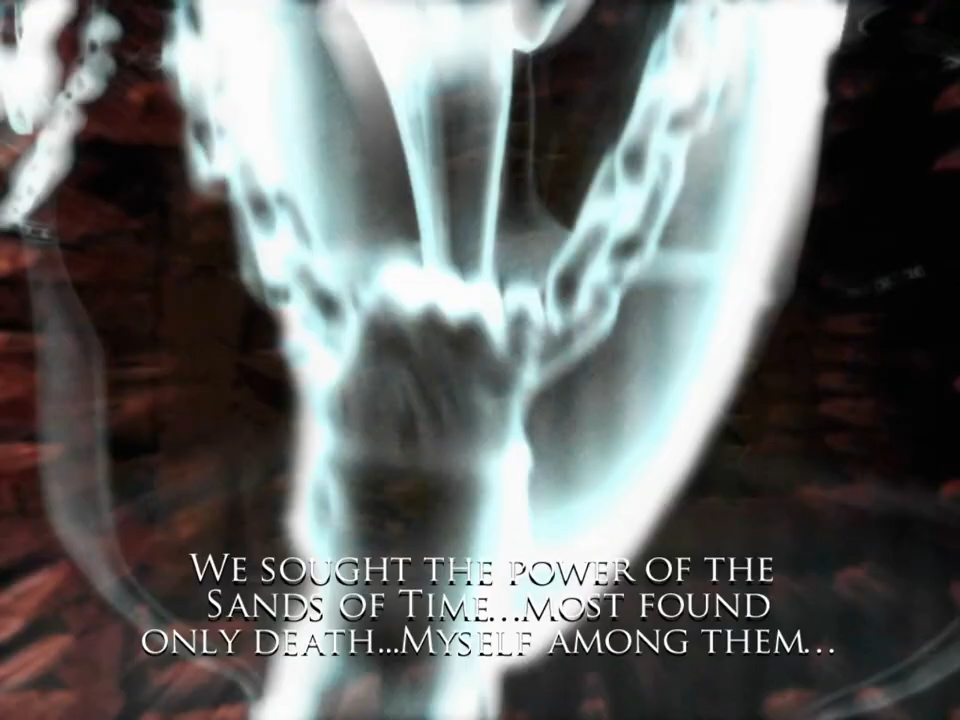 We sought the power of the
Sands of Time...most found
only death...Myself among them...